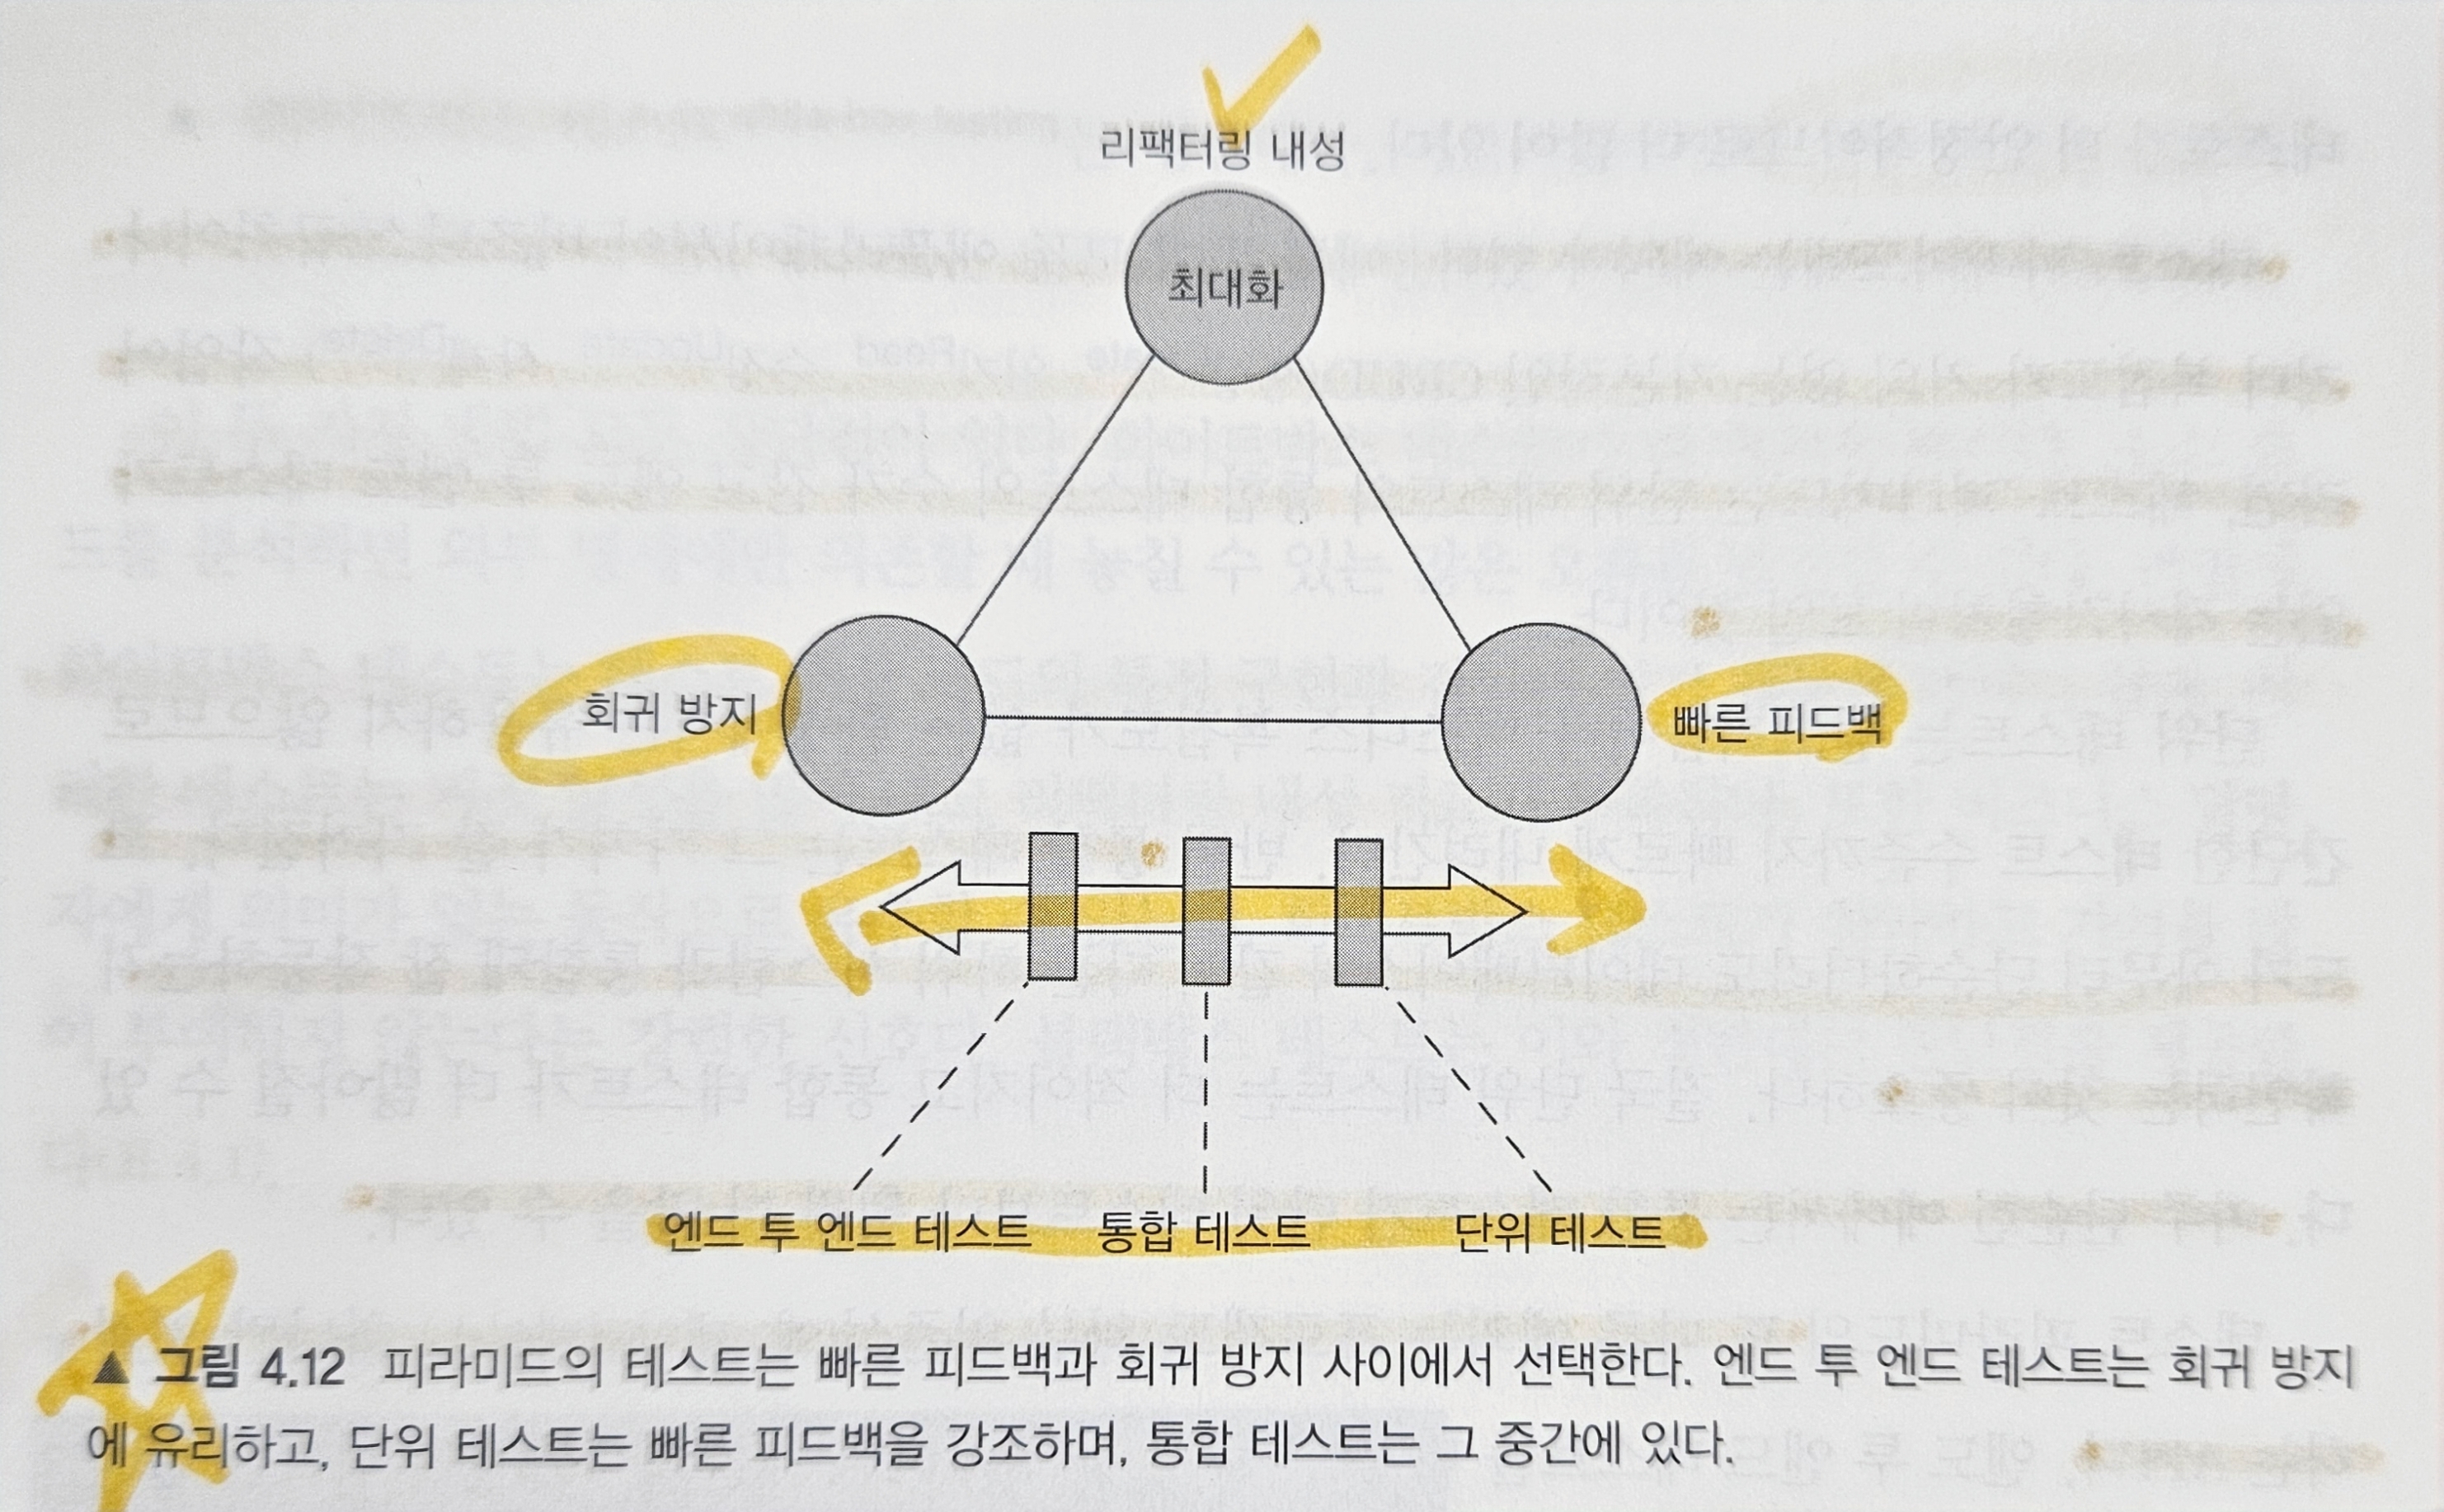 리팩터링 내성
최대화
회귀 방지
빠른 피드백
엔드 투 엔드 테스트 통합 테스트 단위 테스트
▲ 그림 4.12 피라미드의 테스트는 빠른 피드백과 회귀 방지 사이에서 선택한다. 엔드 투 엔드 테스트는 회귀 방지
에 유리하고, 단위 테스트는 빠른 피드백을 강조하며, 통합 테스트는 그 중간에 있다.